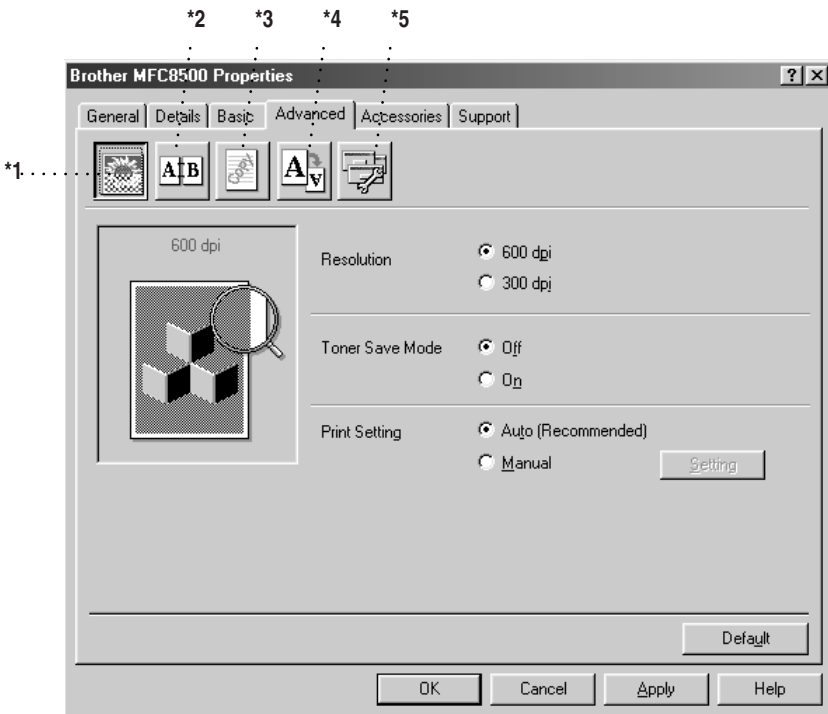 *2 *3 *4 *5
Brother MFC8500 Properties
General Details Basic Advanced Accessories Support
*1
A B Copy A A
600 dpi
Resolution
600 dpi
300 dpi
Toner Save Mode
Off
On
Print Setting
Auto (Recommended)
Manual
Setting
Default
OK Cancel Apply Help